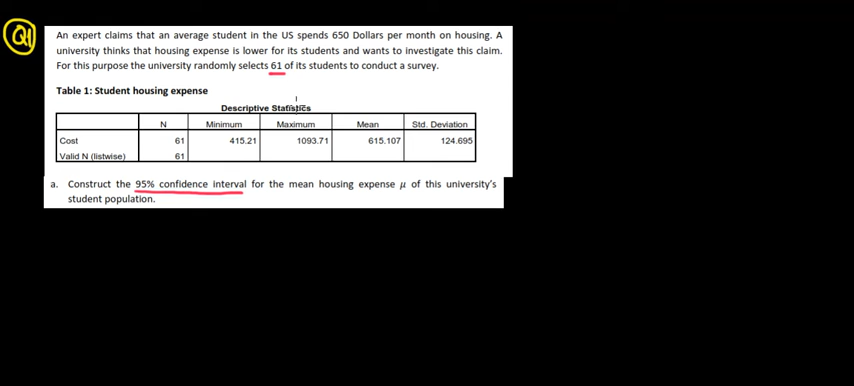 Q1
An expert claims that an average student in the US spends 650 Dollars per month on housing. A
university thinks that housing expense is lower for its students and wants to investigate this claim.
For this purpose the university randomly selects 61 of its students to conduct a survey.
Table 1: Student housing expense
Descriptive Statistics
N Minimum Maximum Mean Std. Deviation
Cost 61 415.21 1093.71 615.107 124.695
Valid N (listwise) 61
a. Construct the 95% confidence interval for the mean housing expense μ of this university's
student population.